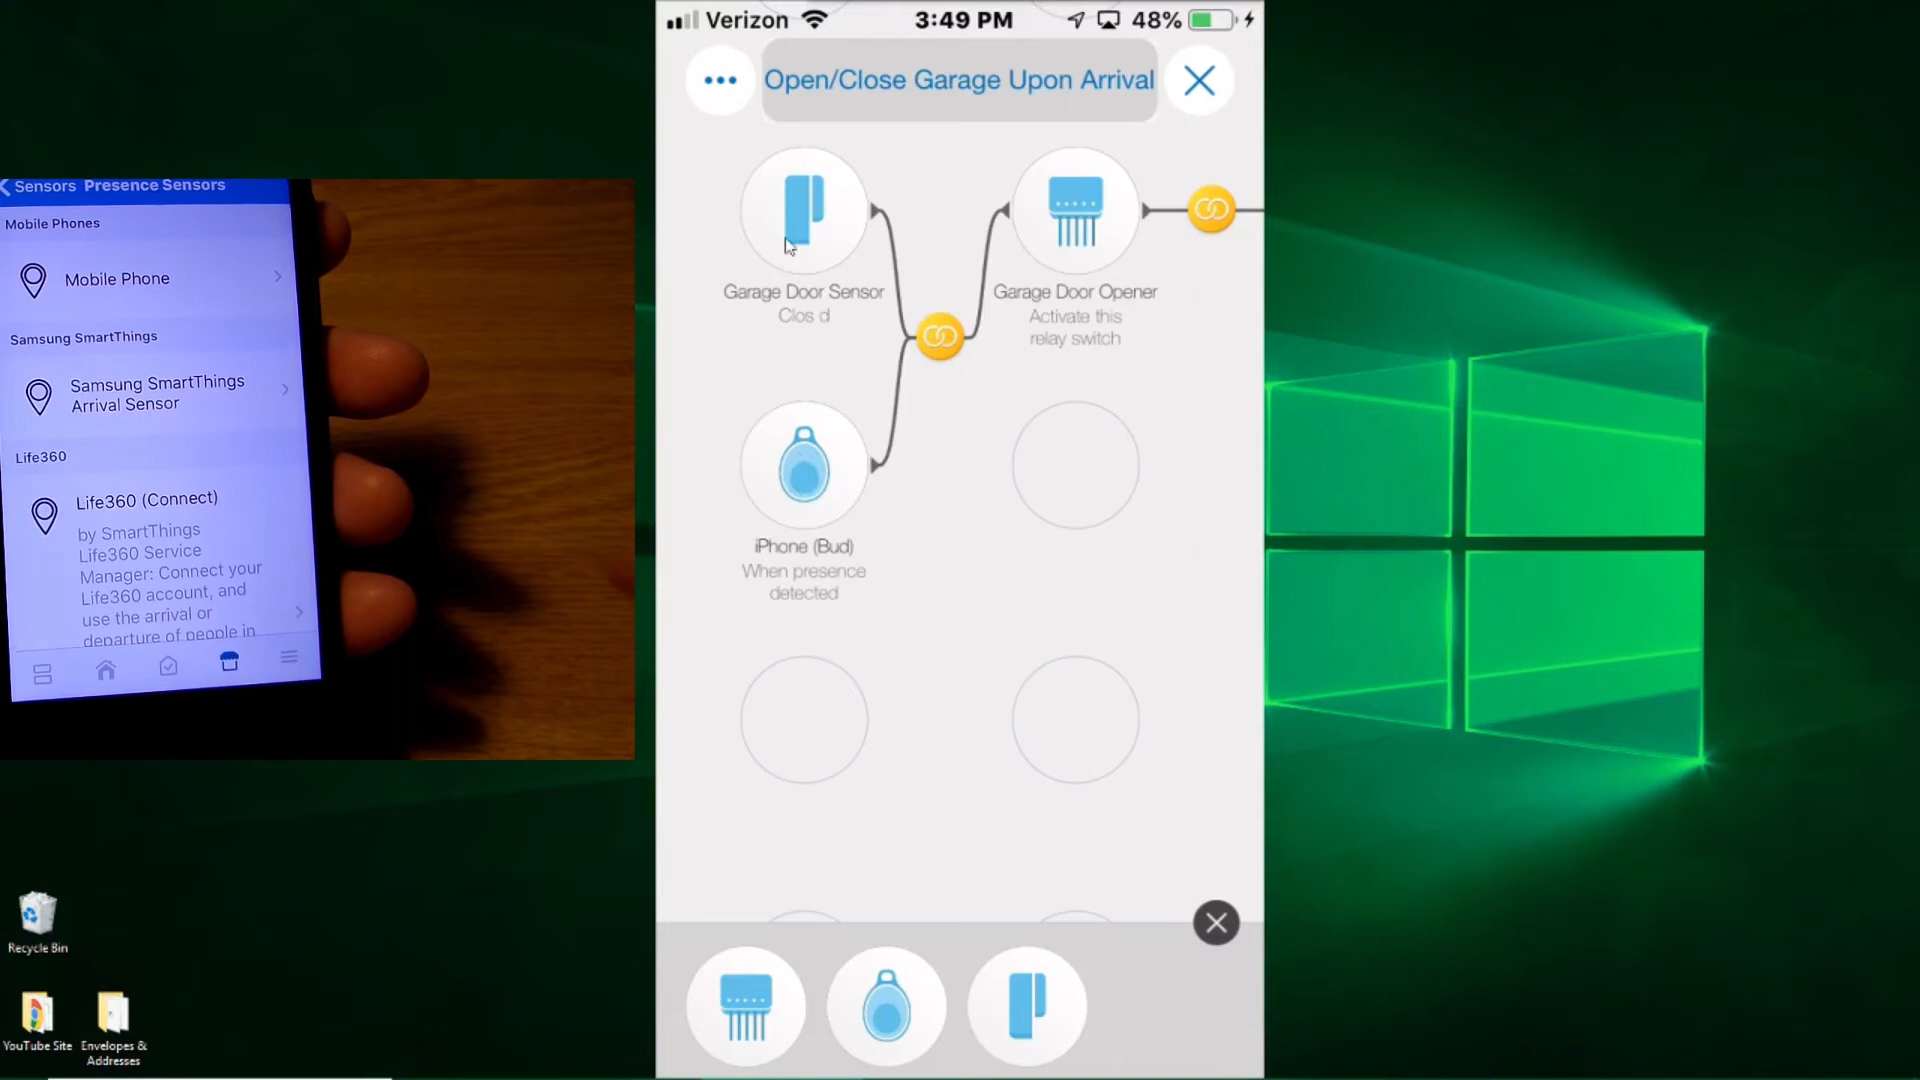 Sensors Presence Sensors
Mobile Phones
Mobile Phone
Samsung SmartThings
Samsung SmartThings
Arrival Sensor
Life360
Life360 (Connect)
by SmartThings
Life360 Service
Manager: Connect your
Life360 account, and
use the arrival or
departure of people in
Verizon
3:49 PM
48%
Open/Close Garage Upon Arrival
Garage Door Sensor
Clos d
Garage Door Opener
Activate this
relay switch
iPhone (Bud)
When presence
detected
Recycle Bin
YouTube Site
Envelopes &
Addresses